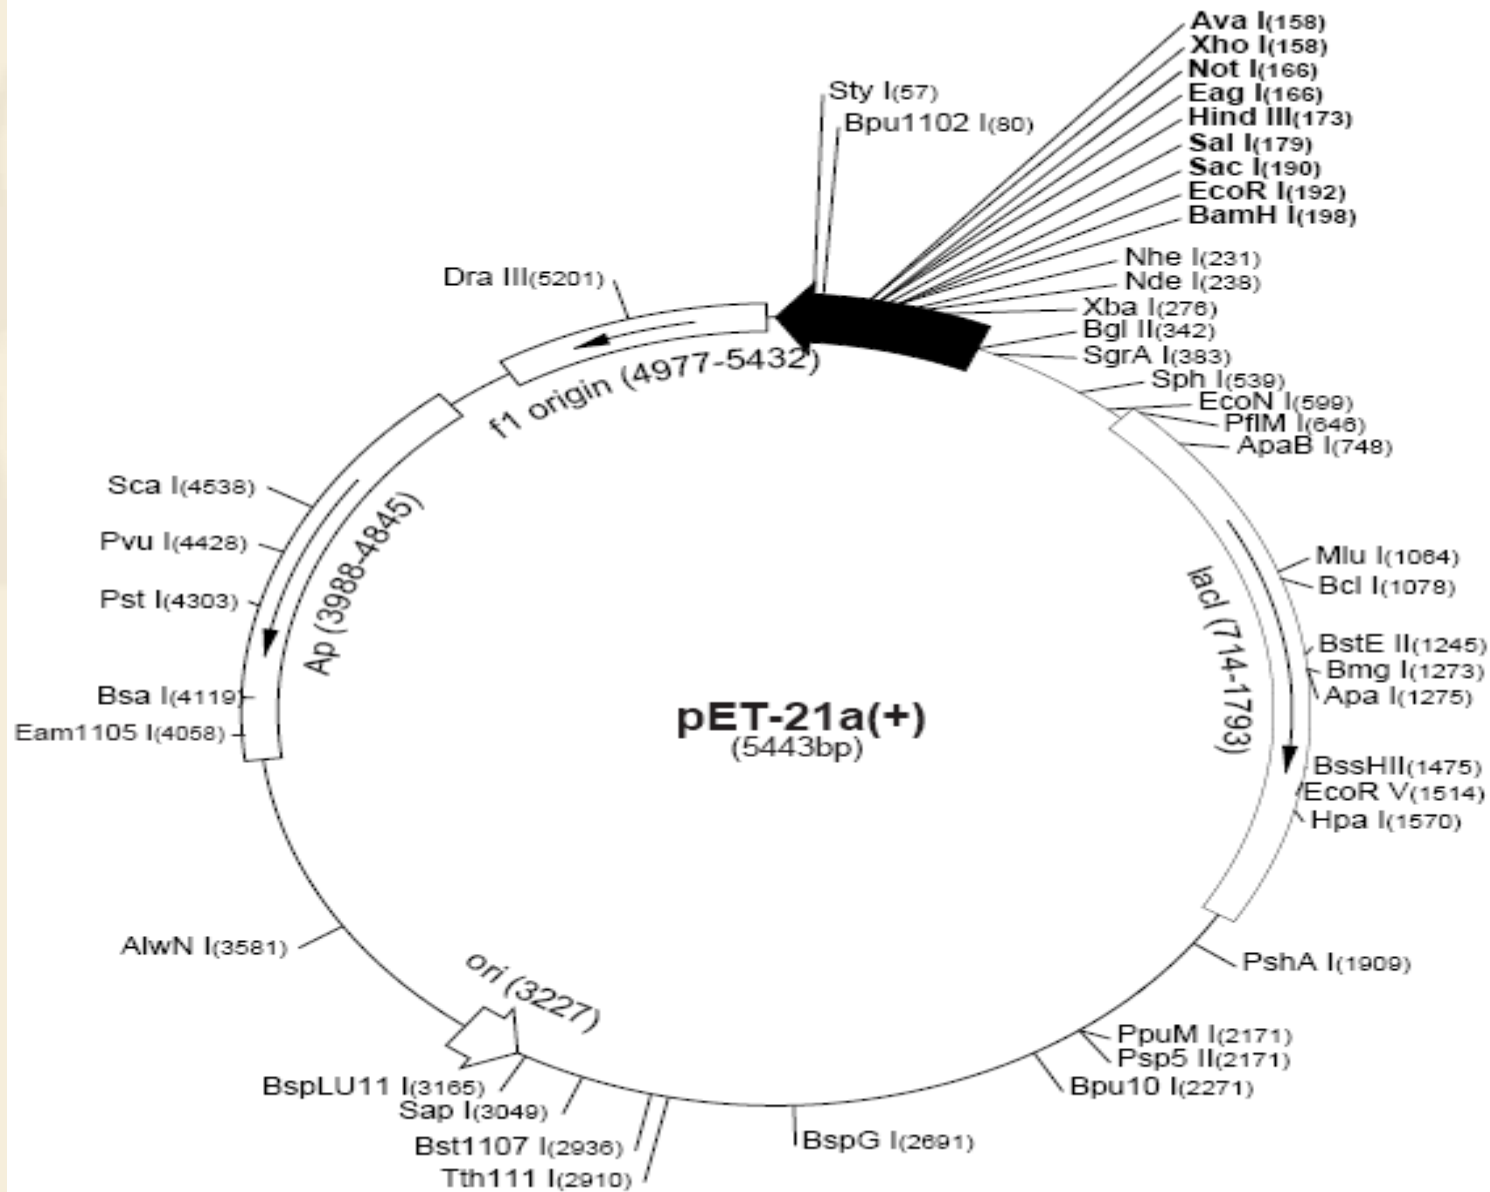 Ava I(158)
Xho I(158)
Not I(166)
Eag I(166)
Hind III(173)
Sal I(179)
Sac I(190)
EcoR I(192)
BamH I(198)
Sty I(57)
Bpu1102 I(80)
Nhe I(231)
Nde I(238)
Xba I(276)
Bgl II(342)
SgrA I(383)
Sph I(539)
EcoN I(599)
PflM I(646)
ApaB I(748)
Dra III(5201)
f1 origin (4977-5432)
Sca I(4538)
Pvu I(4428)
Pst I(4303)
Bsa I(4119)
Eam1105 I(4058)
Ap (3988-4845)
Mlu I(1064)
Bcl I(1078)
BstE II(1245)
Bmg I(1273)
Apa I(1275)
lacI (714-1793)
BssHII(1475)
EcoR V(1514)
Hpa I(1570)
pET-21a(+)
(5443bp)
AlwN I(3581)
ori (3227)
PshA I(1909)
PpuM I(2171)
Psp5 II(2171)
Bpu10 I(2271)
BspLU11 I(3165)
Sap I(3049)
Bst1107 I(2936)
Tth111 I(2910)
BspG I(2691)